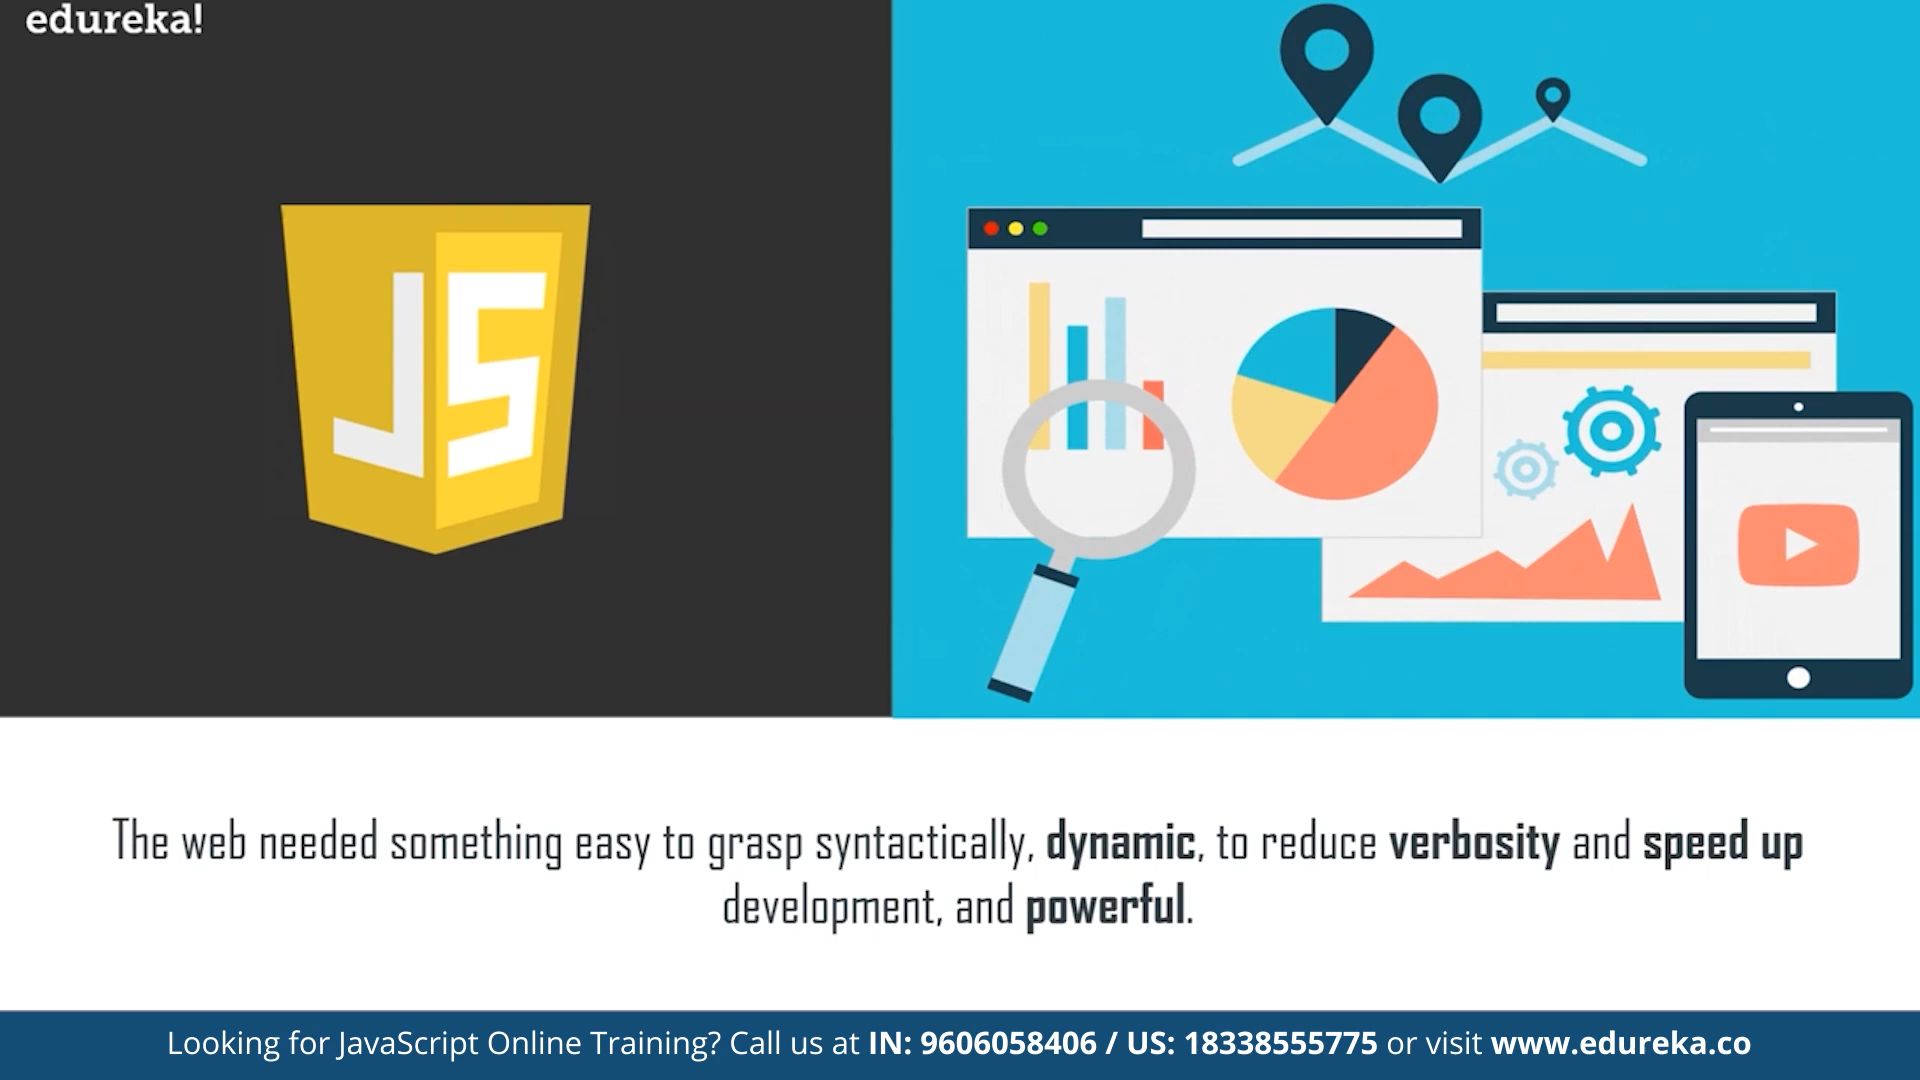 edureka!
JS
The web needed something easy to grasp syntactically, dynamic, to reduce verbosity and speed up
development, and powerful.
Looking for JavaScript Online Training? Call us at IN: 9606058406 / US: 18338555775 or visit www.edureka.co